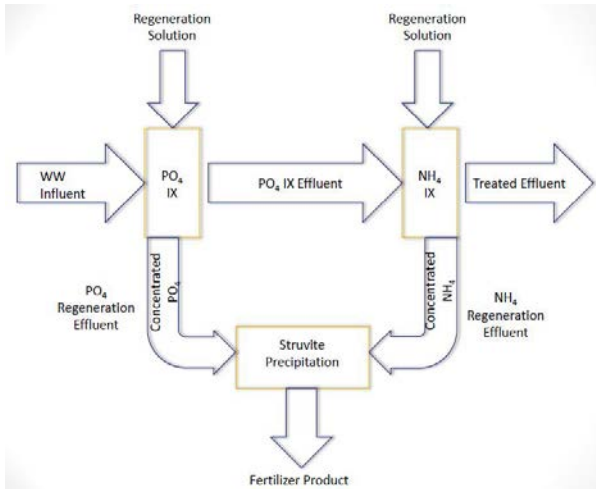 Regeneration
Solution
Regeneration
Solution
WW
Influent
PO₄
IX
PO₄ IX Effluent
NH₄
IX
Treated Effluent
Concentrated
PO₄
Concentrated
NH₄
PO₄
Regeneration
Effluent
NH₄
Regeneration
Effluent
Struvite
Precipitation
Fertilizer Product